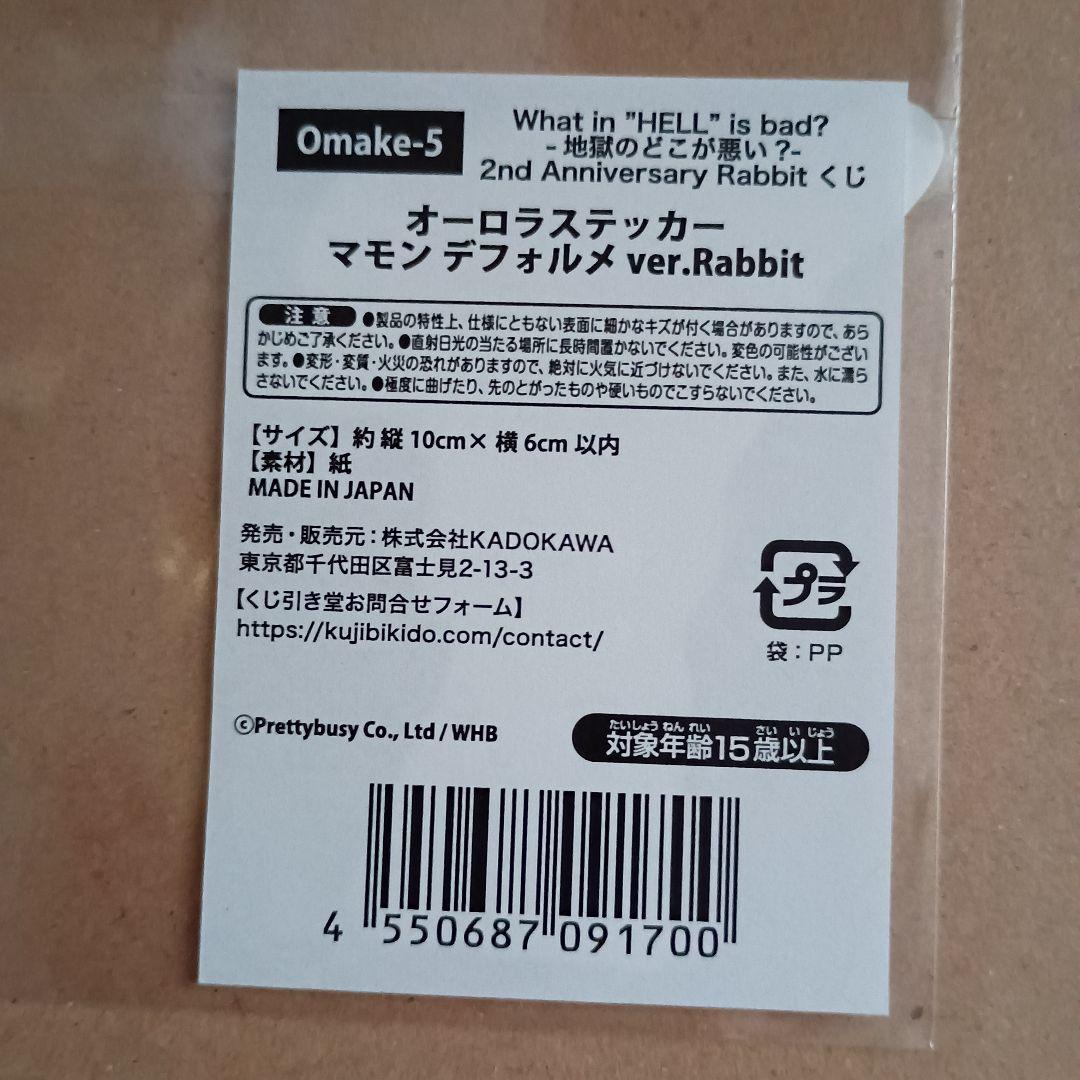 Omake-5
What in "HELL" is bad?
-地獄のどこが悪い?-
2nd Anniversary Rabbit くじ
オーロラステッカー
マモン デフォルメ ver.Rabbit
注意 ●製品の特性上、仕様にともない表面に細かなキズが付く場合がありますので、あら
かじめご了承ください。●直射日光の当たる場所に長時間置かないでください。変色の可能性がござい
ます。●変形・変質・火災の恐れがありますので、絶対に火気に近づけないでください。また、水に濡ら
さないでください。●極度に曲げたり、先のとがったものや硬いものでこすらないでください。
【サイズ】約 縦 10cm× 横 6cm 以内
【素材】紙
MADE IN JAPAN
発売・販売元：株式会社KADOKAWA
東京都千代田区富士見2-13-3
【くじ引き堂お問合せフォーム】
https://kujibikido.com/contact/
プラ
袋：PP
©Prettybusy Co., Ltd / WHB
たいしょう ねん れい さい い じょう
対象年齢15歳以上
4 550687 091700